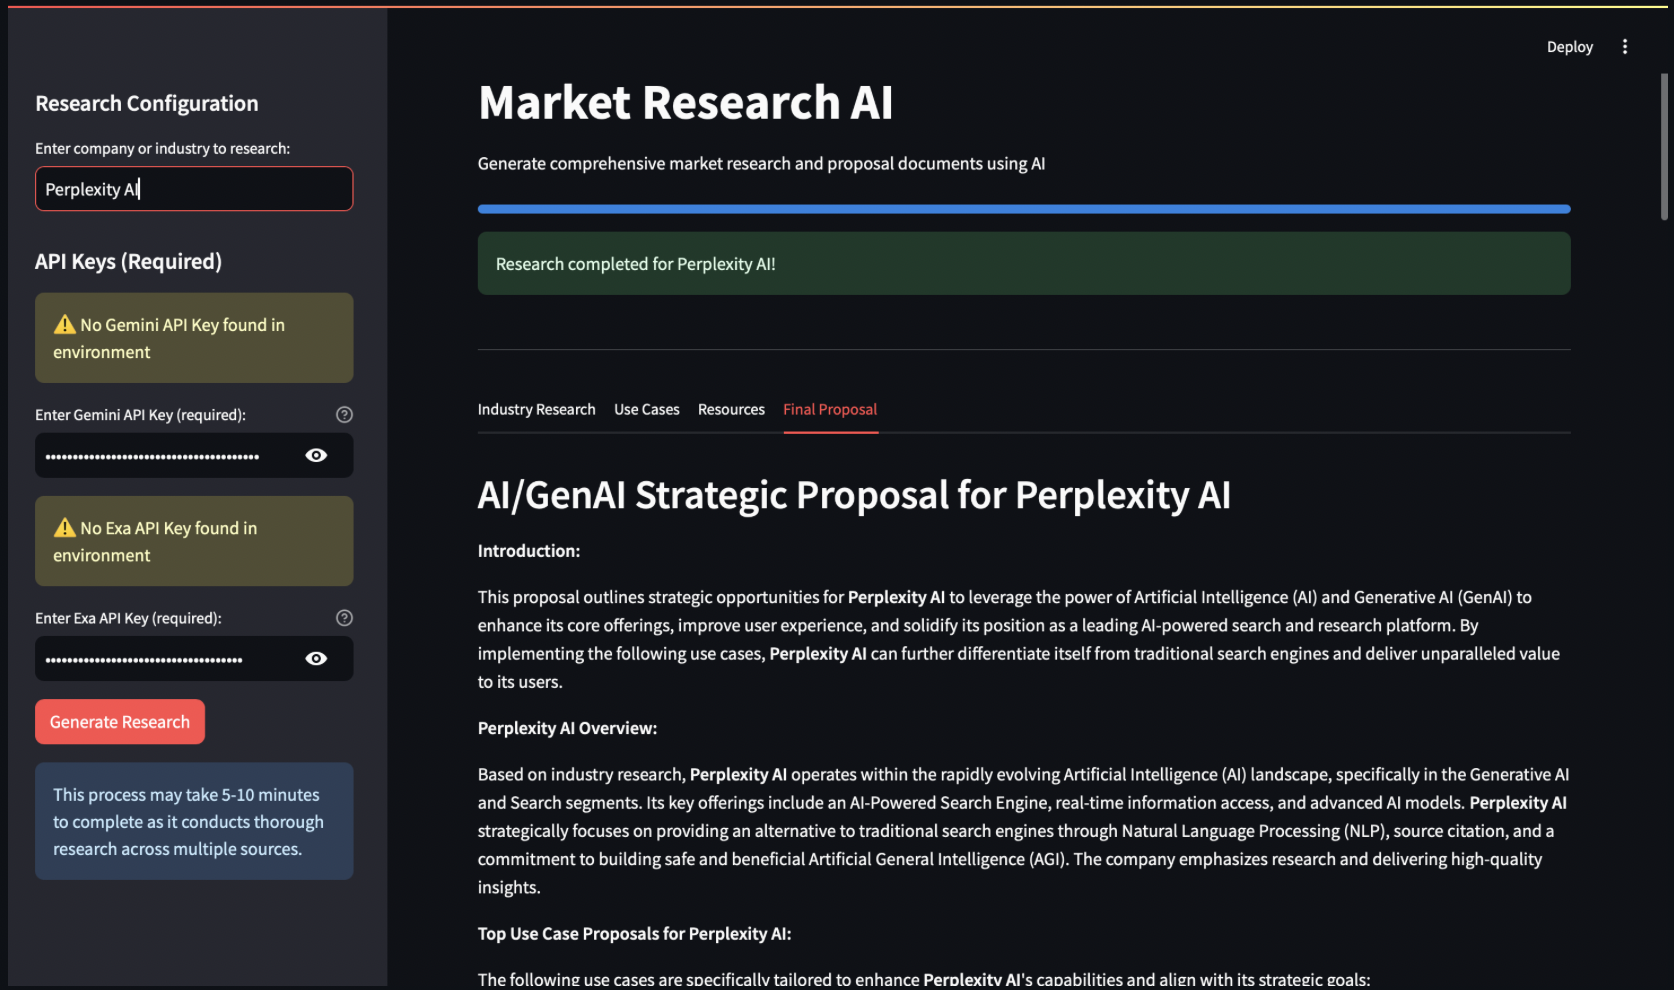 Deploy
Research Configuration
Enter company or industry to research:
Perplexity AI
API Keys (Required)
⚠️ No Gemini API Key found in
environment
Enter Gemini API Key (required):
••••••••••••••••••••••••••••••••••••••••
⚠️ No Exa API Key found in
environment
Enter Exa API Key (required):
•••••••••••••••••••••••••••••••••••••
Generate Research
This process may take 5-10 minutes
to complete as it conducts thorough
research across multiple sources.
Market Research AI
Generate comprehensive market research and proposal documents using AI
Research completed for Perplexity AI!
Industry Research Use Cases Resources Final Proposal
AI/GenAI Strategic Proposal for Perplexity AI
Introduction:
This proposal outlines strategic opportunities for Perplexity AI to leverage the power of Artificial Intelligence (AI) and Generative AI (GenAI) to
enhance its core offerings, improve user experience, and solidify its position as a leading AI-powered search and research platform. By
implementing the following use cases, Perplexity AI can further differentiate itself from traditional search engines and deliver unparalleled value
to its users.
Perplexity AI Overview:
Based on industry research, Perplexity AI operates within the rapidly evolving Artificial Intelligence (AI) landscape, specifically in the Generative AI
and Search segments. Its key offerings include an AI-Powered Search Engine, real-time information access, and advanced AI models. Perplexity AI
strategically focuses on providing an alternative to traditional search engines through Natural Language Processing (NLP), source citation, and a
commitment to building safe and beneficial Artificial General Intelligence (AGI). The company emphasizes research and delivering high-quality
insights.
Top Use Case Proposals for Perplexity AI:
The following use cases are specifically tailored to enhance Perplexity AI's capabilities and align with its strategic goals: